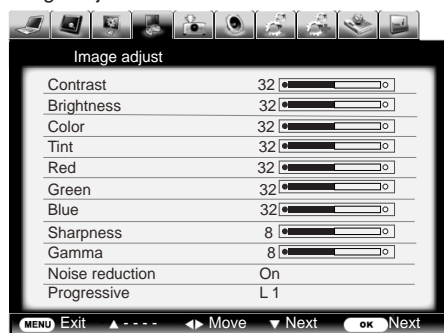 Image adjust
Contrast 32
Brightness 32
Color 32
Tint 32
Red 32
Green 32
Blue 32
Sharpness 8
Gamma 8
Noise reduction On
Progressive L 1
MENU Exit ▲ - - - - ◀▶ Move ▼ Next OK Next